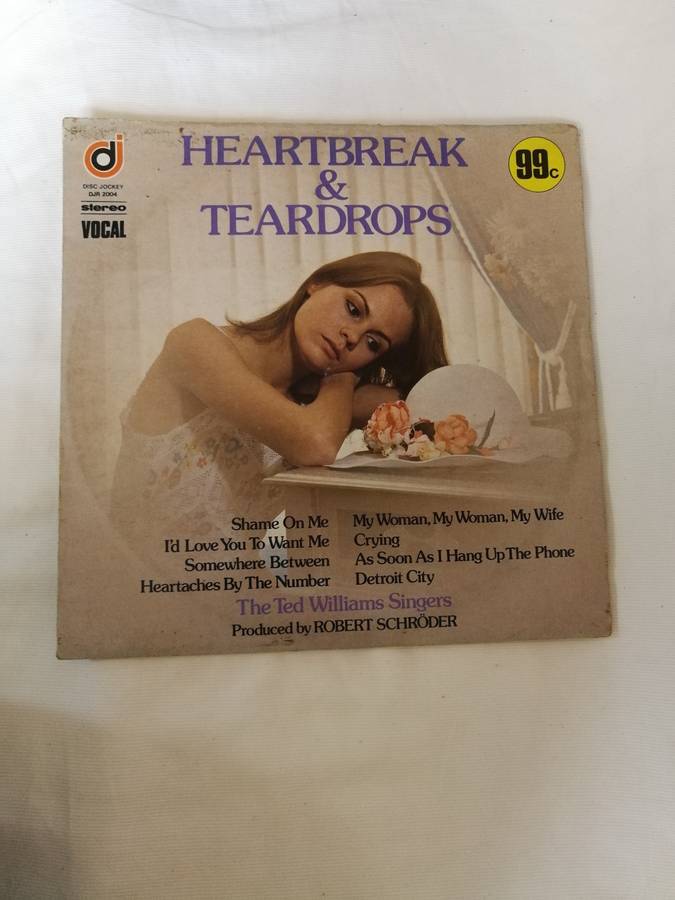 dj
DISC JOCKEY
DJR 2004
stereo
VOCAL
HEARTBREAK
&
TEARDROPS
99c
Shame On Me
I'd Love You To Want Me
Somewhere Between
Heartaches By The Number
My Woman, My Woman, My Wife
Crying
As Soon As I Hang Up The Phone
Detroit City
The Ted Williams Singers
Produced by ROBERT SCHRÖDER